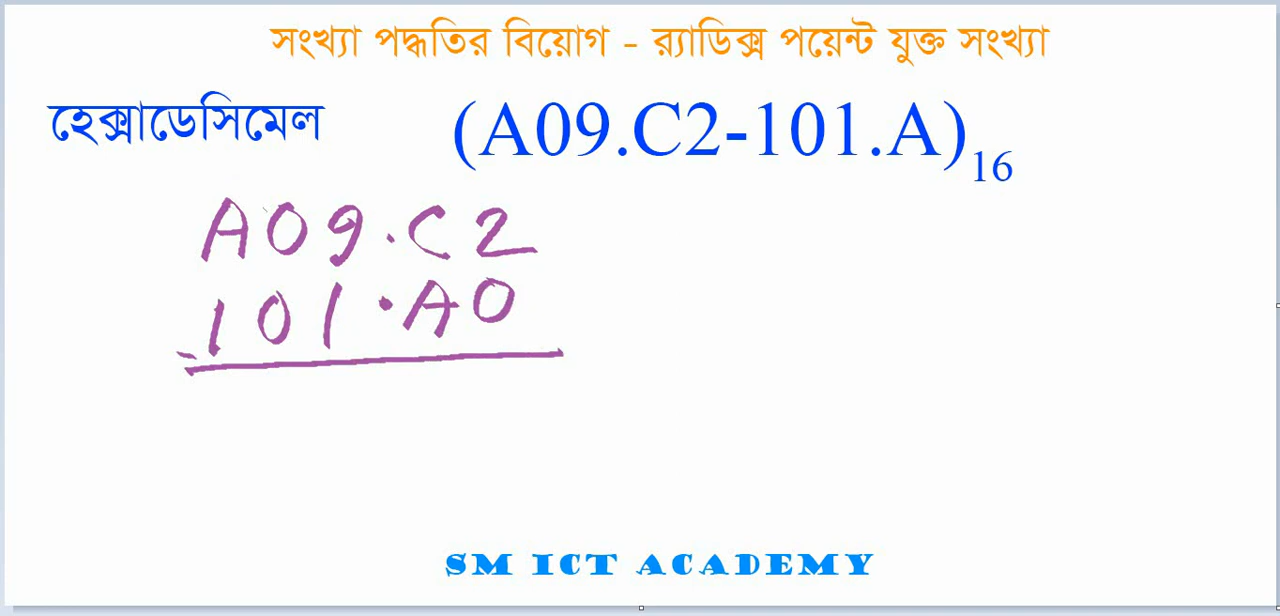 সংখ্যা পদ্ধতির বিয়োগ - র‍্যাডিক্স পয়েন্ট যুক্ত সংখ্যা
হেক্সাডেসিমেল (A09.C2-101.A)16
A09.C2
101.A0
SM ICT ACADEMY